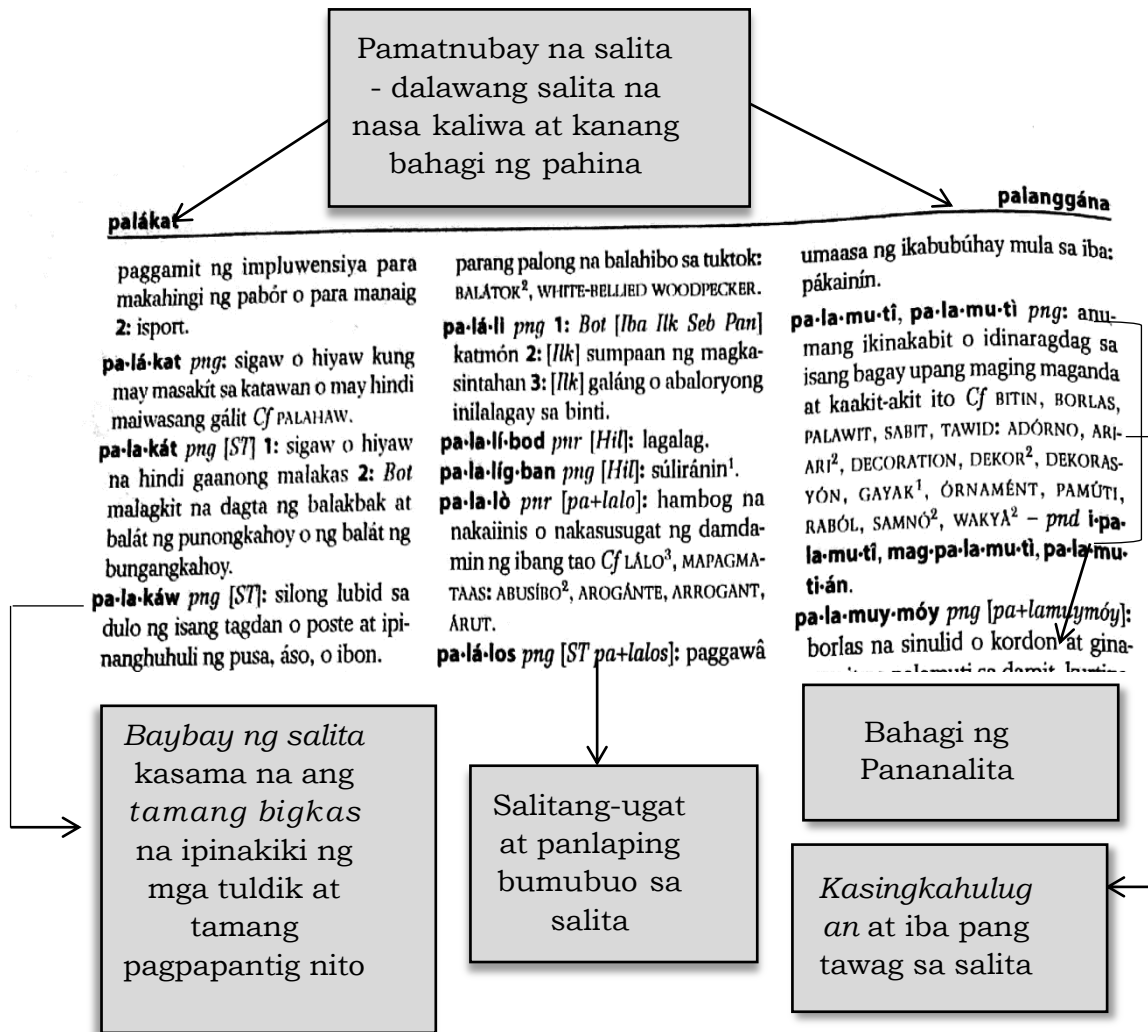 Pamatnubay na salita
- dalawang salita na
nasa kaliwa at kanang
bahagi ng pahina
palákat
palanggána
paggamit ng impluwensiya para
makahingi ng pabór o para manaig
2: isport.
pa·lá·kat png: sigaw o hiyaw kung
may masakít sa katawan o may hindi
maiwasang gálit Cf PALAHAW.
pa·la·kát png [ST] 1: sigaw o hiyaw
na hindi gaanong malakas 2: Bot
malagkit na dagta ng balakbak at
balát ng punongkahoy o ng balát ng
bungangkahoy.
pa·la·káw png [ST]: silong lubid sa
dulo ng isang tagdan o poste at ipi-
nanghuhuli ng pusa, áso, o ibon.
parang palong na balahibo sa tuktok:
BALÁTOK², WHITE-BELLIED WOODPECKER.
pa·lá·lì png 1: Bot [Iba Ilk Seb Pan]
katmón 2: [Ilk] sumpaan ng magka-
sintahan 3: [Ilk] galáng o abaloryong
inilalagay sa binti.
pa·la·lí·bod pnr [Hil]: lagalag.
pa·la·líg·ban png [Hil]: súliránin¹.
pa·la·lò pnr [pa+lalo]: hambog na
nakaiinis o nakasusugat ng damda-
min ng ibang tao Cf LÁLO³, MAPAGMA-
TAAS: ABUSÍBO², AROGÁNTE, ARROGANT,
ÁRUT.
pa·lá·los png [ST pa+lalos]: paggawâ
umaasa ng ikabubúhay mula sa iba:
pákainín.
pa·la·mu·tî, pa·la·mu·tì png: anu-
mang ikinakabit o idinaragdag sa
isang bagay upang maging maganda
at kaakit-akit ito Cf BITIN, BORLAS,
PALAWIT, SABIT, TAWID: ADÓRNO, ARI-
ARI², DECORATION, DEKOR², DEKORAS-
YÓN, GAYAK¹, ÓRNAMÉNT, PAMÚTI,
RABÓL, SAMNÓ², WAKYÂ² – pnd i·pa·
la·mu·tî, mag·pa·la·mu·tì, pa·la·mu·
ti·án.
pa·la·muy·móy png [pa+lamuymóy]:
borlas na sinulid o kordon at gina-
Baybay ng salita
kasama na ang
tamang bigkas
na ipinakiki ng
mga tuldik at
tamang
pagpapantig nito
Salitang-ugat
at panlaping
bumubuo sa
salita
Bahagi ng
Pananalita
Kasingkahulug
an at iba pang
tawag sa salita